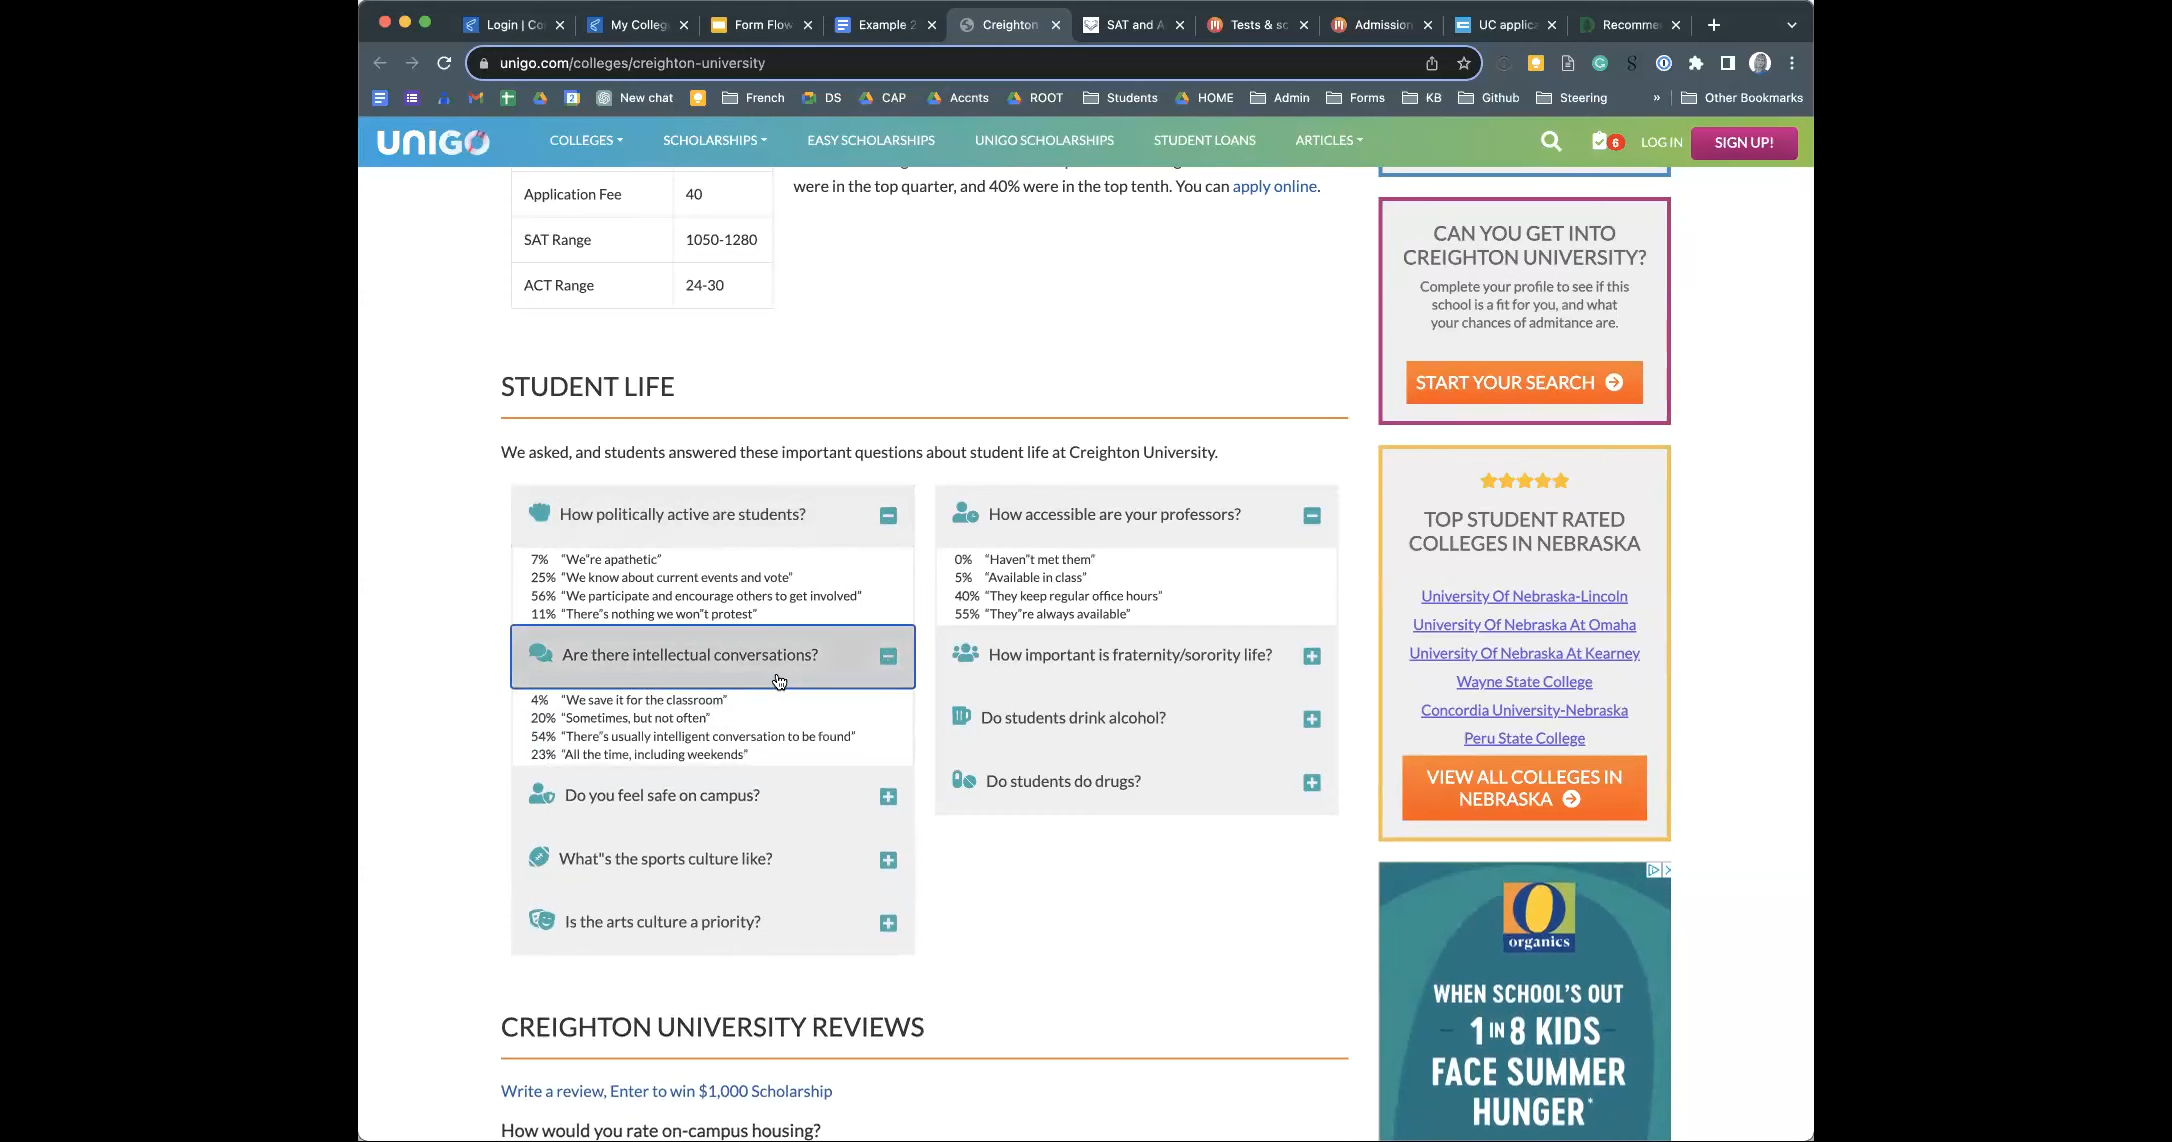 Login | Co
My Colleg
Form Flow
Example 2
Creighton
SAT and A
Tests & sc
Admission
UC applica
Recomme
unigo.com/colleges/creighton-university
New chat
French
DS
CAP
Accnts
ROOT
Students
HOME
Admin
Forms
KB
Github
Steering
»
Other Bookmarks
UNIGO
COLLEGES
SCHOLARSHIPS
EASY SCHOLARSHIPS
UNIGO SCHOLARSHIPS
STUDENT LOANS
ARTICLES
6
LOG IN
SIGN UP!
Application Fee 40
SAT Range 1050-1280
ACT Range 24-30
were in the top quarter, and 40% were in the top tenth. You can apply online.
STUDENT LIFE
We asked, and students answered these important questions about student life at Creighton University.
How politically active are students?
7% "We"re apathetic"
25% "We know about current events and vote"
56% "We participate and encourage others to get involved"
11% "There"s nothing we won"t protest"
Are there intellectual conversations?
4% "We save it for the classroom"
20% "Sometimes, but not often"
54% "There"s usually intelligent conversation to be found"
23% "All the time, including weekends"
Do you feel safe on campus?
What"s the sports culture like?
Is the arts culture a priority?
How accessible are your professors?
0% "Haven"t met them"
5% "Available in class"
40% "They keep regular office hours"
55% "They"re always available"
How important is fraternity/sorority life?
Do students drink alcohol?
Do students do drugs?
CREIGHTON UNIVERSITY REVIEWS
Write a review, Enter to win $1,000 Scholarship
How would you rate on-campus housing?
CAN YOU GET INTO
CREIGHTON UNIVERSITY?
Complete your profile to see if this
school is a fit for you, and what
your chances of admitance are.
START YOUR SEARCH
TOP STUDENT RATED
COLLEGES IN NEBRASKA
University Of Nebraska-Lincoln
University Of Nebraska At Omaha
University Of Nebraska At Kearney
Wayne State College
Concordia University-Nebraska
Peru State College
VIEW ALL COLLEGES IN
NEBRASKA
O
organics
WHEN SCHOOL'S OUT
1 IN 8 KIDS
FACE SUMMER
HUNGER*